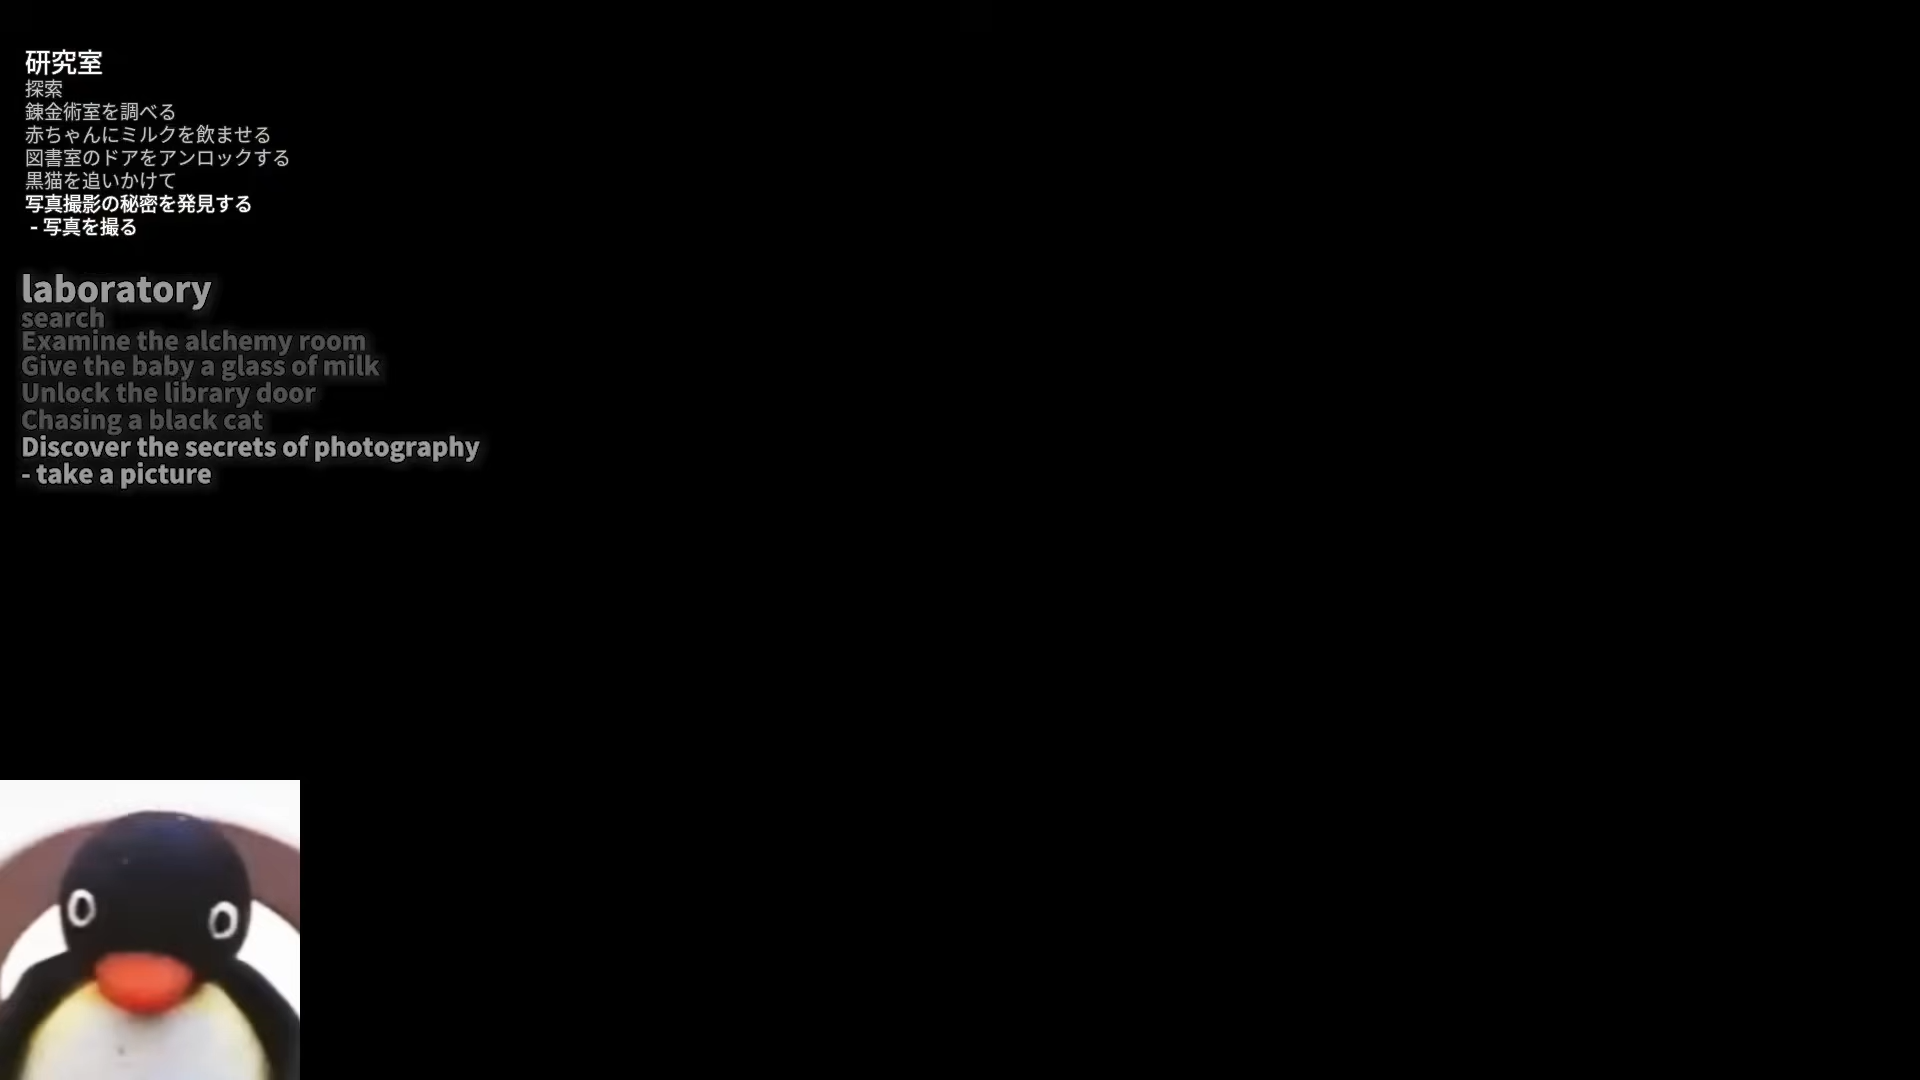 研究室
探索
錬金術室を調べる
赤ちゃんにミルクを飲ませる
図書室のドアをアンロックする
黒猫を追いかけて
写真撮影の秘密を発見する
- 写真を撮る
laboratory
search
Examine the alchemy room
Give the baby a glass of milk
Unlock the library door
Chasing a black cat
Discover the secrets of photography
- take a picture